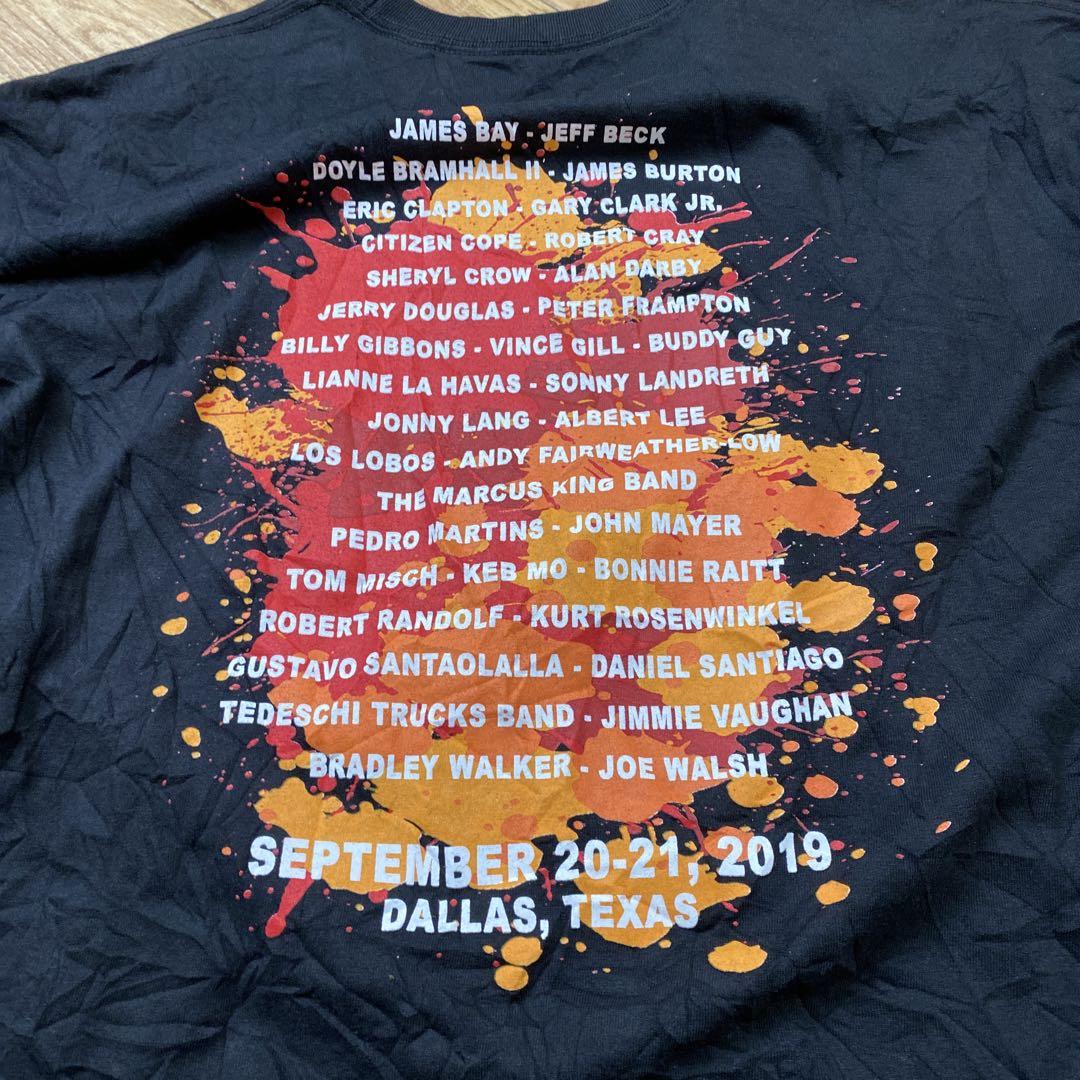 JAMES BAY - JEFF BECK
DOYLE BRAMHALL II - JAMES BURTON
ERIC CLAPTON - GARY CLARK JR.
CITIZEN COPE - ROBERT CRAY
SHERYL CROW - ALAN DARBY
JERRY DOUGLAS - PETER FRAMPTON
BILLY GIBBONS - VINCE GILL - BUDDY GUY
LIANNE LA HAVAS - SONNY LANDRETH
JONNY LANG - ALBERT LEE
LOS LOBOS - ANDY FAIRWEATHER-LOW
THE MARCUS KING BAND
PEDRO MARTINS - JOHN MAYER
TOM MISCH - KEB MO - BONNIE RAITT
ROBERT RANDOLF - KURT ROSENWINKEL
GUSTAVO SANTAOLALLA - DANIEL SANTIAGO
TEDESCHI TRUCKS BAND - JIMMIE VAUGHAN
BRADLEY WALKER - JOE WALSH
SEPTEMBER 20-21, 2019
DALLAS, TEXAS